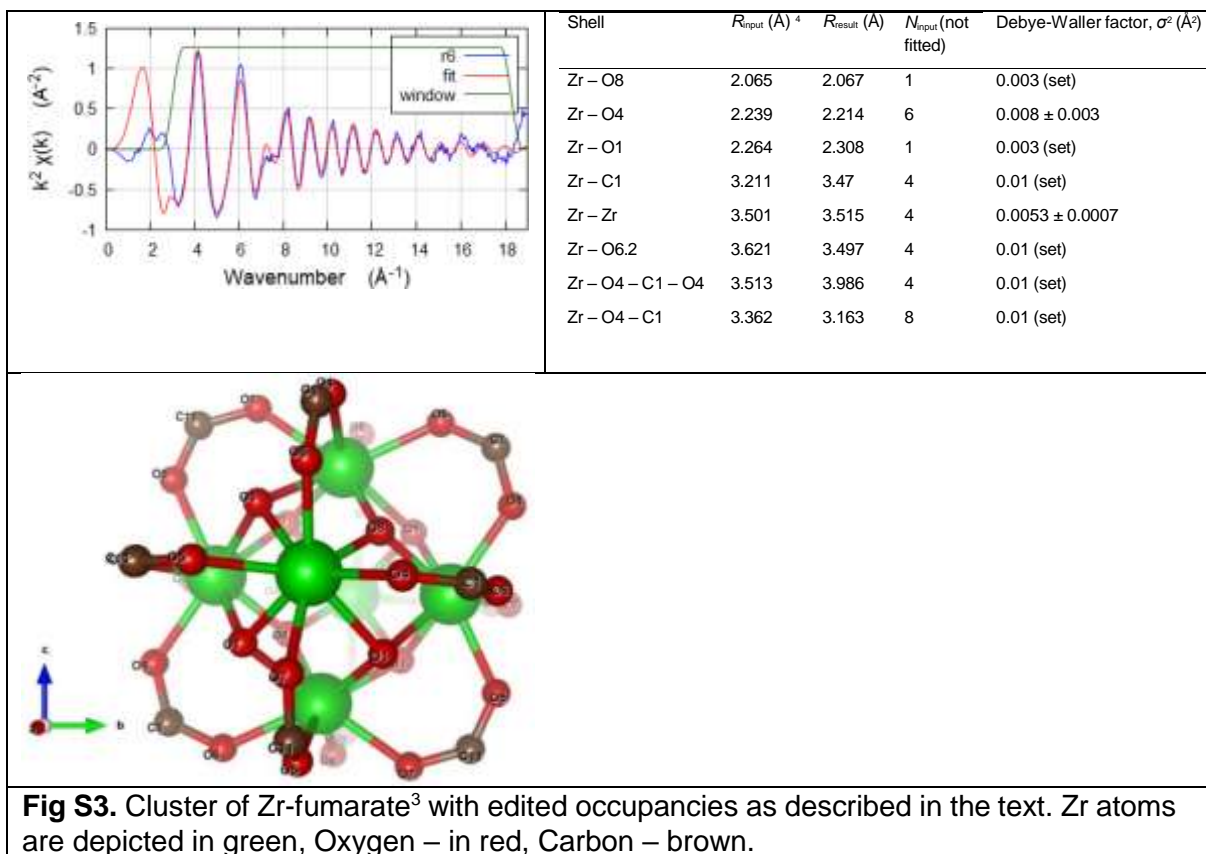 r6
fit
window
k² χ(k) (A⁻²)
1
0.5
0
-0.5
-1
0 2 4 6 8 10 12 14 16 18
Wavenumber (A⁻¹)
Shell Rinput (Å) ⁴ Rresult (Å) Ninput (not fitted) Debye-Waller factor, σ² (Å²)
Zr – O8 2.065 2.067 1 0.003 (set)
Zr – O4 2.239 2.214 6 0.008 ± 0.003
Zr – O1 2.264 2.308 1 0.003 (set)
Zr – C1 3.211 3.47 4 0.01 (set)
Zr – Zr 3.501 3.515 4 0.0053 ± 0.0007
Zr – O6.2 3.621 3.497 4 0.01 (set)
Zr – O4 – C1 – O4 3.513 3.986 4 0.01 (set)
Zr – O4 – C1 3.362 3.163 8 0.01 (set)
c
b
Fig S3. Cluster of Zr-fumarate³ with edited occupancies as described in the text. Zr atoms
are depicted in green, Oxygen – in red, Carbon – brown.